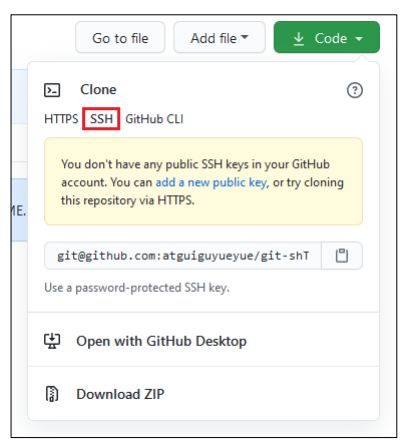 Go to file Add file Code
Clone
HTTPS SSH GitHub CLI
You don't have any public SSH keys in your GitHub
account. You can add a new public key, or try cloning
this repository via HTTPS.
git@github.com:atguiguyueyue/git-shT
Use a password-protected SSH key.
Open with GitHub Desktop
Download ZIP